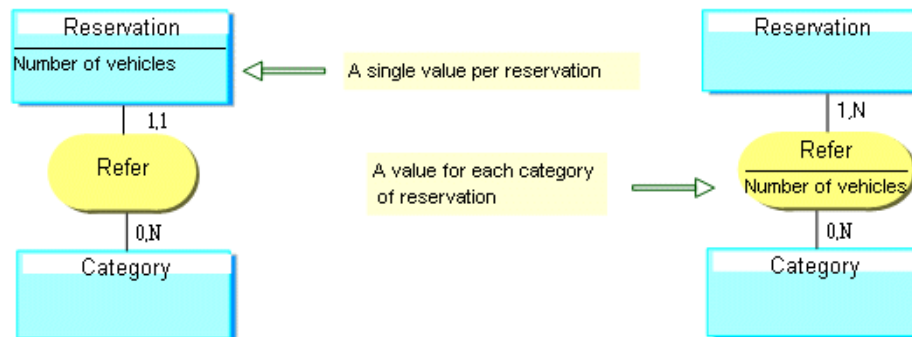 Reservation
Number of vehicles
1,1
Refer
0,N
Category
A single value per reservation
A value for each category
of reservation
Reservation
1,N
Refer
Number of vehicles
0,N
Category